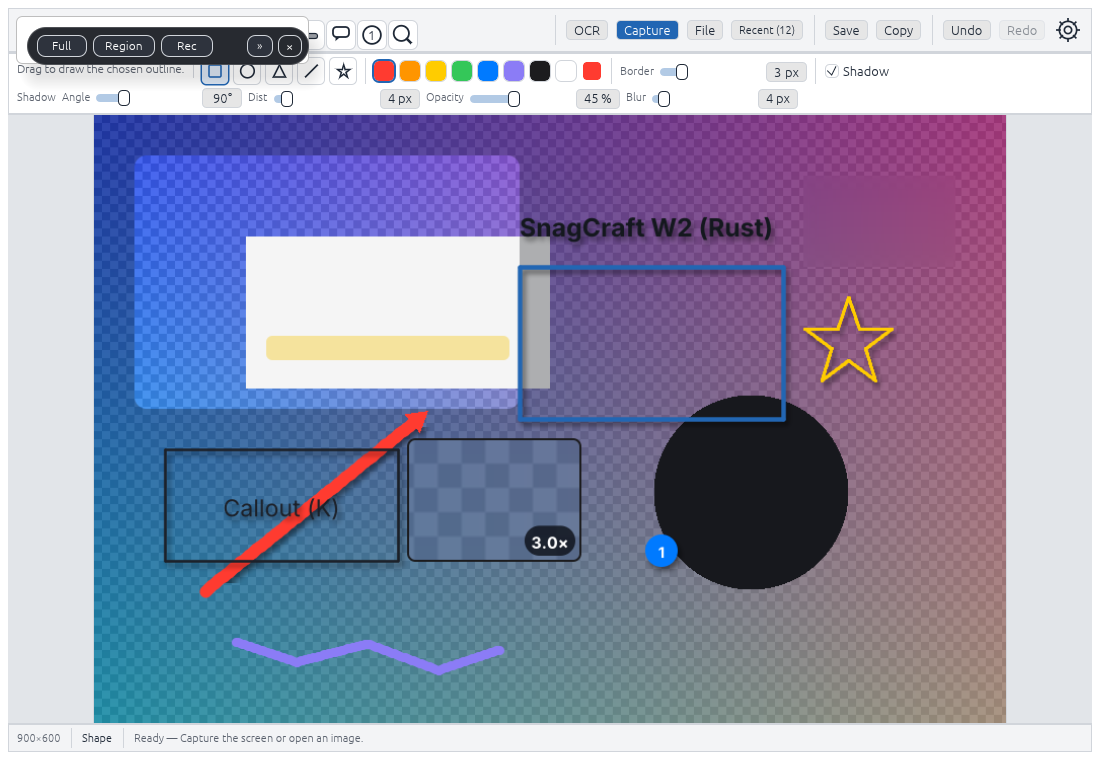 Full Region Rec » ×
1
OCR Capture File Recent (12) Save Copy Undo Redo
Drag to draw the chosen outline.
Border 3 px Shadow
Shadow Angle 90° Dist 4 px Opacity 45 % Blur 4 px
SnagCraft W2 (Rust)
Callout (K)
3.0×
1
900×600 Shape Ready — Capture the screen or open an image.